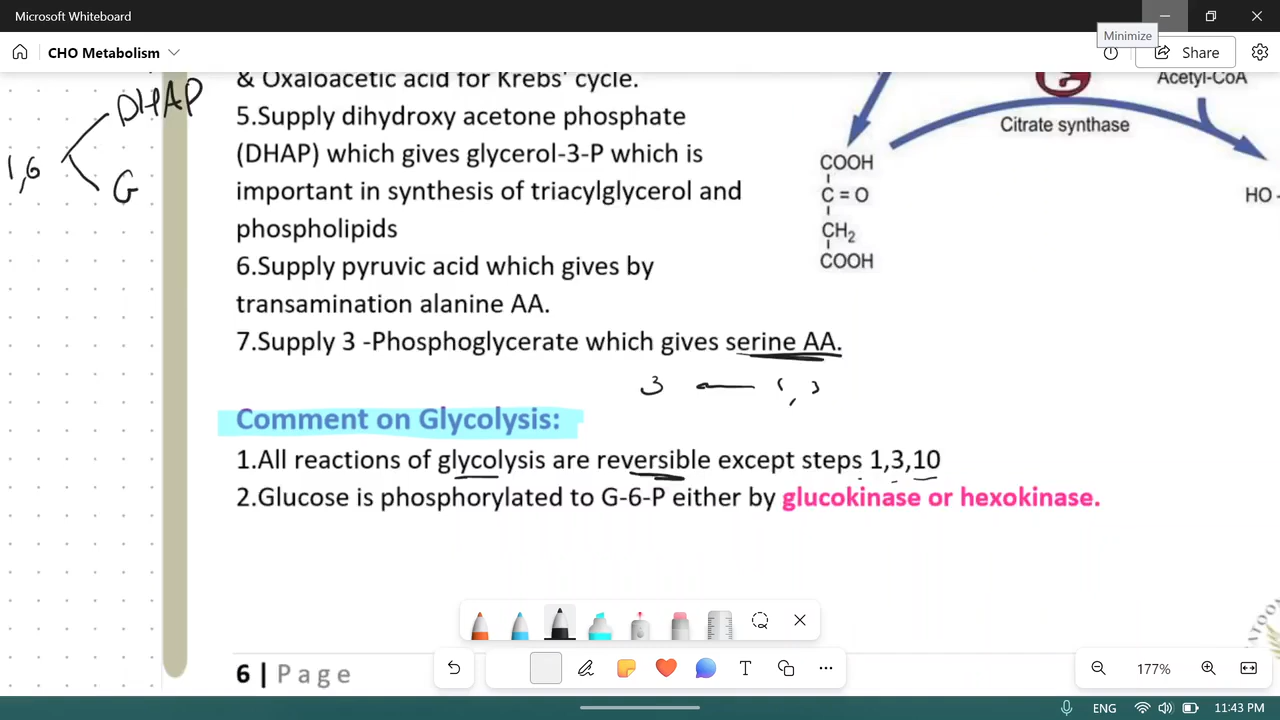 Microsoft Whiteboard
Minimize
CHO Metabolism
Share
& Oxaloacetic acid for Krebs' cycle.
5.Supply dihydroxy acetone phosphate
(DHAP) which gives glycerol-3-P which is
important in synthesis of triacylglycerol and
phospholipids
6.Supply pyruvic acid which gives by
transamination alanine AA.
7.Supply 3 -Phosphoglycerate which gives serine AA.
3 1,3
Comment on Glycolysis:
1.All reactions of glycolysis are reversible except steps 1,3,10
2.Glucose is phosphorylated to G-6-P either by glucokinase or hexokinase.
DHAP
1,6
G
Acetyl-CoA
Citrate synthase
COOH
C = O
CH₂
COOH
HO -
6 | Page
T
177%
ENG
11:43 PM